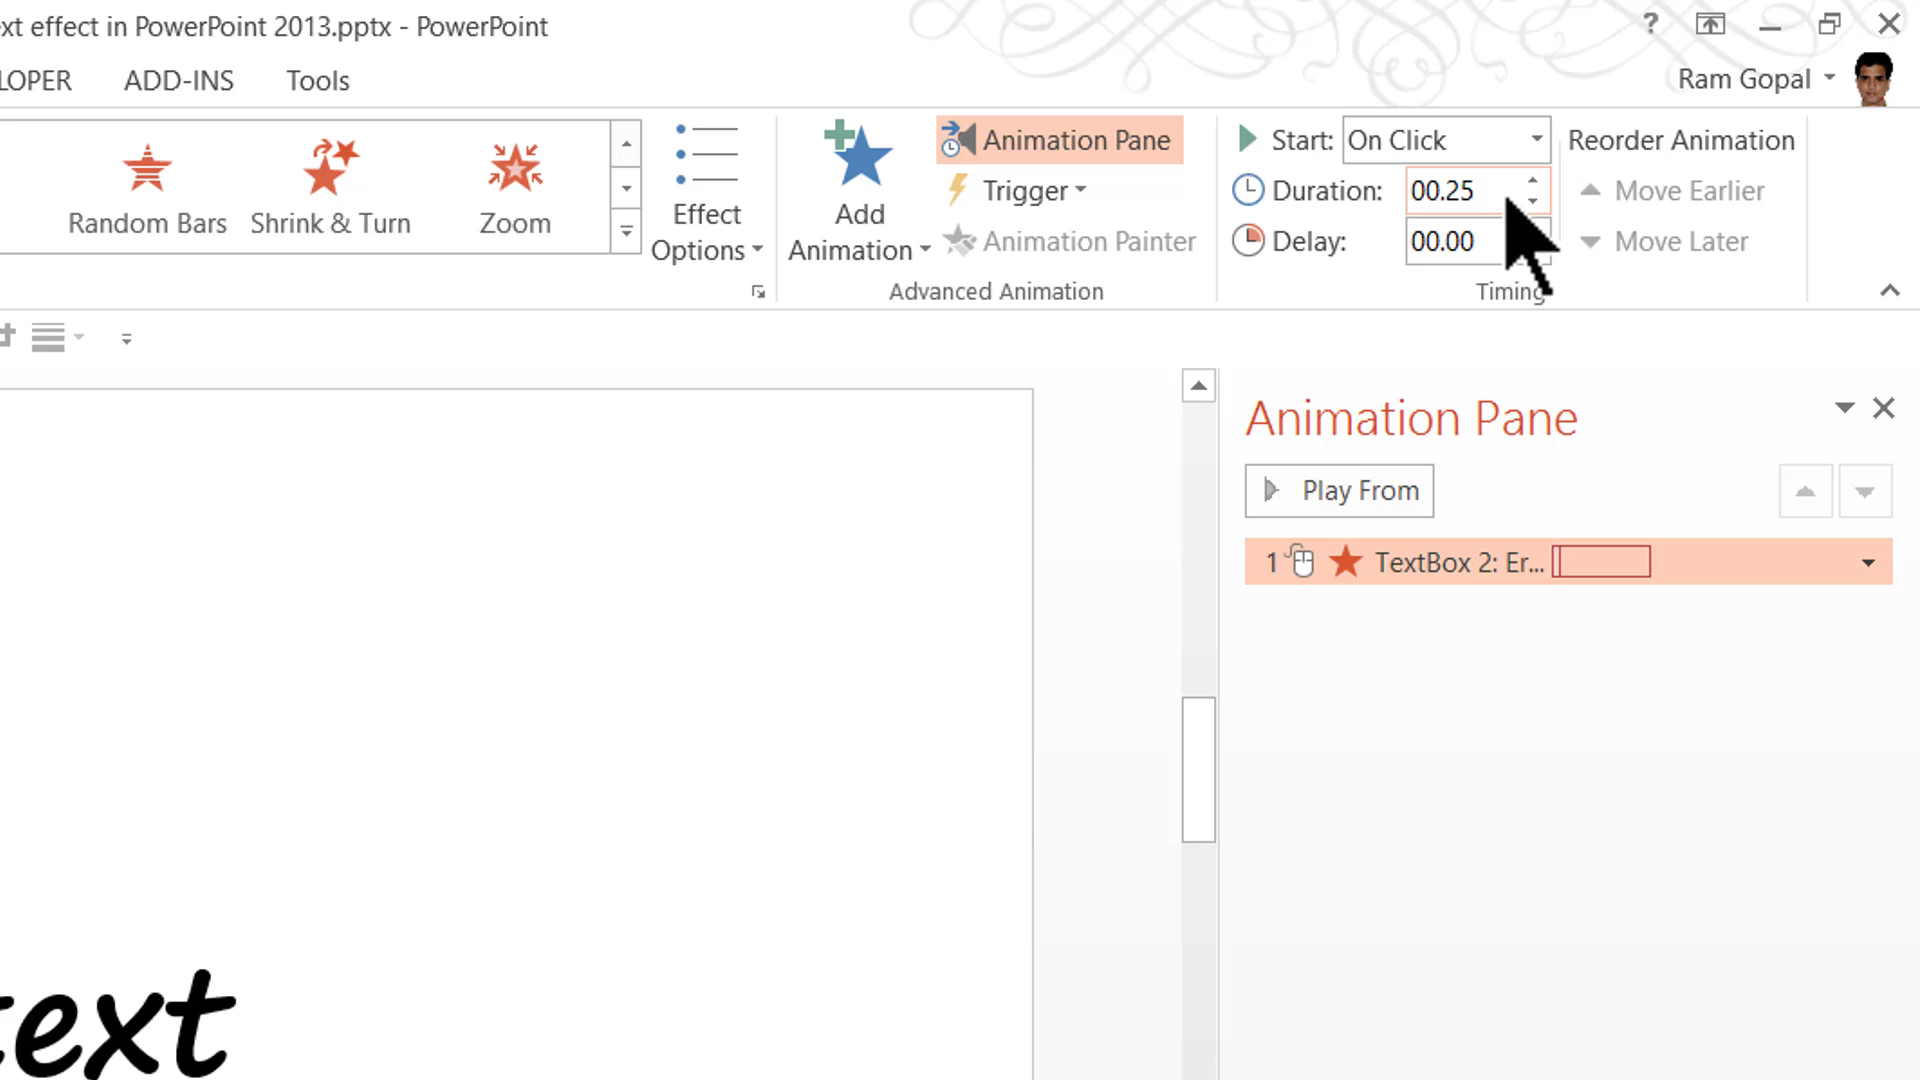 ext effect in PowerPoint 2013.pptx - PowerPoint
?
LOPER ADD-INS Tools
Ram Gopal
Random Bars
Shrink & Turn
Zoom
Effect
Options
Add
Animation
Animation Pane
Trigger
Animation Painter
Advanced Animation
Start: On Click
Duration: 00.25
Delay: 00.00
Reorder Animation
Move Earlier
Move Later
Timing
Animation Pane
Play From
1 TextBox 2: Er...
text